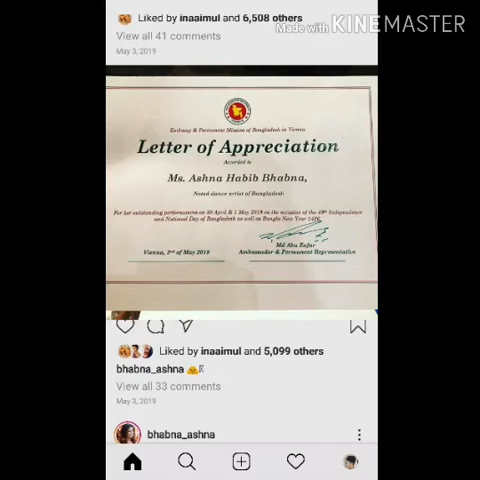 Liked by inaaimul and 6,508 others
Made with KINEMASTER
View all 41 comments
May 3, 2019
Embassy & Permanent Mission of Bangladesh in Vienna
Letter of Appreciation
Accorded to
Ms. Ashna Habib Bhabna,
Noted dance artist of Bangladesh
For her outstanding performances on 30 April & 1 May 2019 on the occasion of the 49th Independence
and National Day of Bangladesh as well as Bangla New Year 1426.
Md Abu Zafar
Vienna, 2nd of May 2019
Ambassador & Permanent Representative
Liked by inaaimul and 5,099 others
bhabna_ashna
View all 33 comments
May 3, 2019
bhabna_ashna